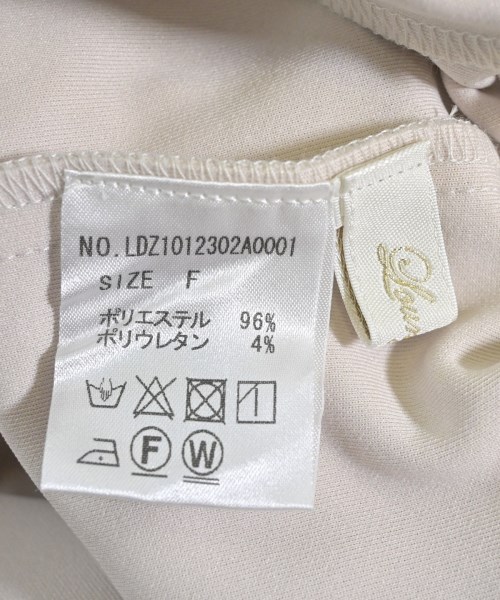 NO. LDZ1012302A0001
SIZE F
ポリエステル 96%
ポリウレタン 4%
F W